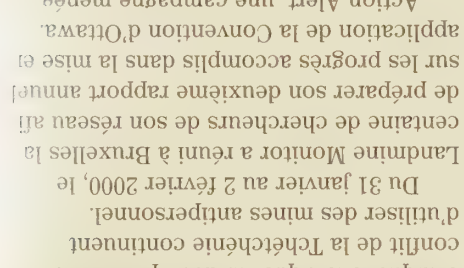 conflit de la Tchétchénie continuent
d'utiliser des mines antipersonnel.
Du 31 janvier au 2 février 2000, le
Landmine Monitor a réuni à Bruxelles la
centaine de chercheurs de son réseau afi
de préparer son deuxième rapport annuel
sur les progrès accomplis dans la mise e
application de la Convention d'Ottawa.
Action Alert, une campagne menée